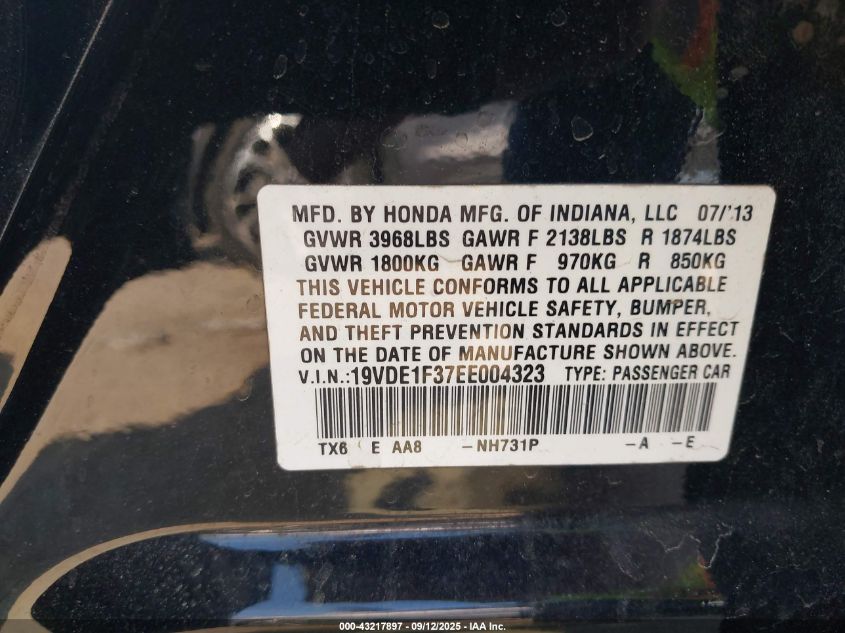 MFD. BY HONDA MFG. OF INDIANA, LLC 07/'13
GVWR 3968LBS GAWR F 2138LBS R 1874LBS
GVWR 1800KG GAWR F 970KG R 850KG
THIS VEHICLE CONFORMS TO ALL APPLICABLE
FEDERAL MOTOR VEHICLE SAFETY, BUMPER,
AND THEFT PREVENTION STANDARDS IN EFFECT
ON THE DATE OF MANUFACTURE SHOWN ABOVE.
V.I.N.:19VDE1F37EE004323 TYPE: PASSENGER CAR
TX6 E AA8 -NH731P -A -E
000-43217897 - 09/12/2025 - IAA Inc.